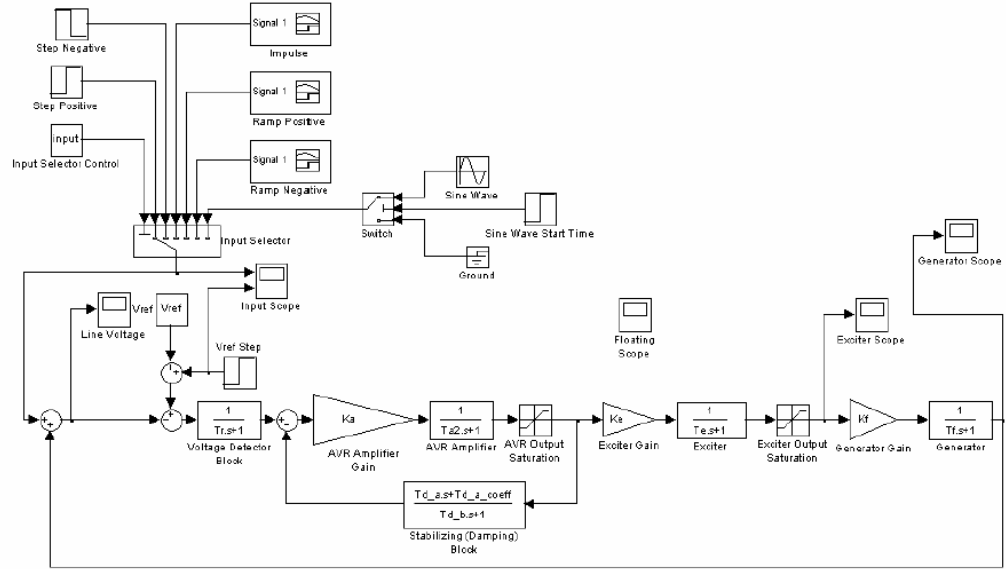 Step Negative
Signal 1
Impulse
Step Positive
Signal 1
Ramp Positive
input
Input Selector Control
Signal 1
Ramp Negative
Input Selector
Switch
Sine Wave
Sine Wave Start Time
Ground
Generator Scope
Line Voltage
Vref
Vref
Input Scope
Vref Step
Floating
Scope
Exciter Scope
1
Tr.s+1
Voltage Detector
Block
Ka
AVR Amplifier
Gain
1
Ta2.s+1
AVR Amplifier
AVR Output
Saturation
Ke
Exciter Gain
1
Te.s+1
Exciter
Exciter Output
Saturation
Kf
Generator Gain
1
Tf.s+1
Generator
Td_a.s+Td_a_coeff
Td_b.s+1
Stabilizing (Damping)
Block